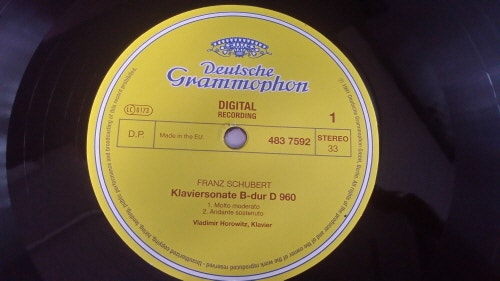 Deutsche
Grammophon
DIGITAL
RECORDING
1
LC 0173
D.P.
Made in the EU
483 7592
STEREO
33
FRANZ SCHUBERT
Klaviersonate B-dur D 960
1. Molto moderato
2. Andante sostenuto
Vladimir Horowitz, Klavier